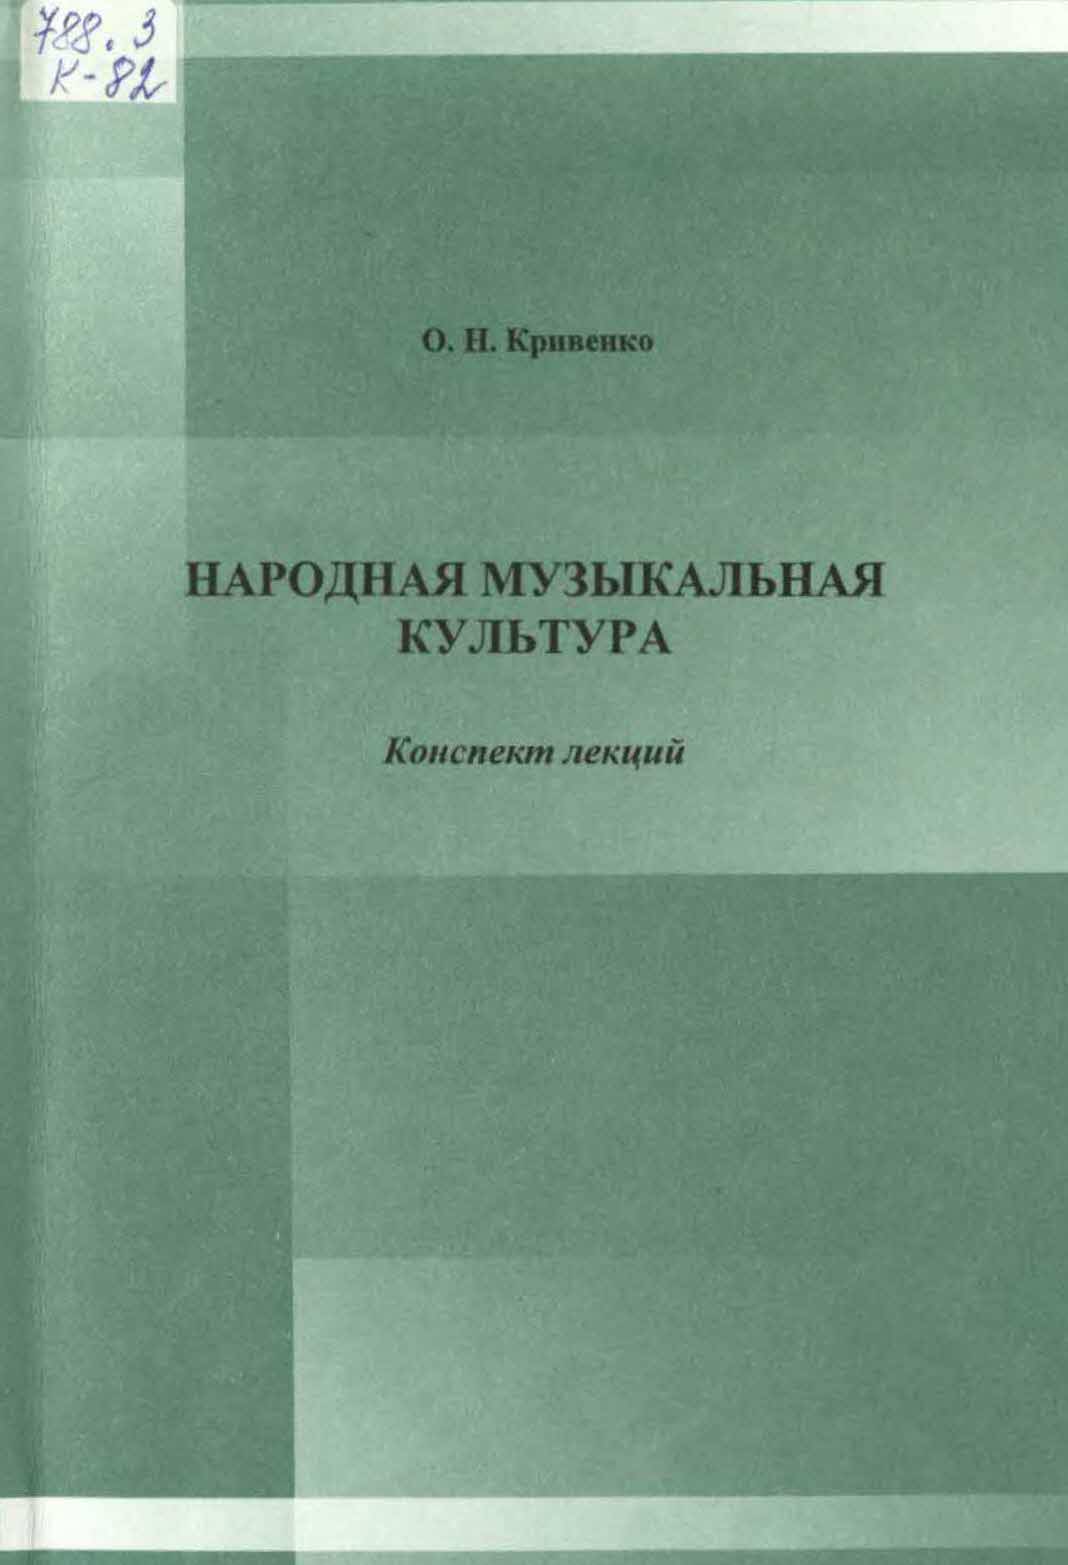 788.3
К-82
О. Н. Кривенко
НАРОДНАЯ МУЗЫКАЛЬНАЯ
КУЛЬТУРА
Конспект лекций